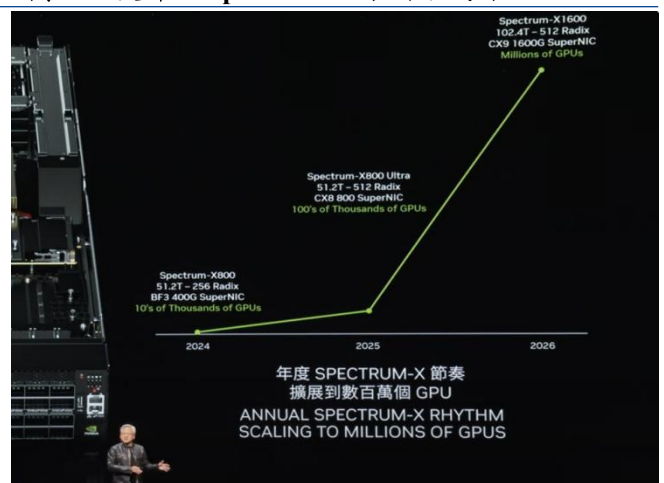 Spectrum-X1600
102.4T – 512 Radix
CX9 1600G SuperNIC
Millions of GPUs
Spectrum-X800 Ultra
51.2T – 512 Radix
CX8 800 SuperNIC
100's of Thousands of GPUs
Spectrum-X800
51.2T – 256 Radix
BF3 400G SuperNIC
10's of Thousands of GPUs
2024
2025
2026
年度 SPECTRUM-X 節奏
擴展到數百萬個 GPU
ANNUAL SPECTRUM-X RHYTHM
SCALING TO MILLIONS OF GPUS